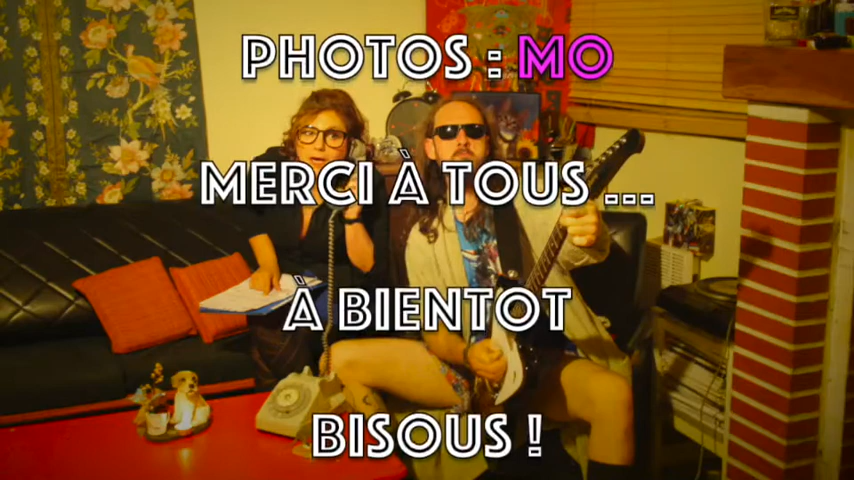 PHOTOS : MO
MERCI À TOUS ...
À BIENTOT
BISOUS !